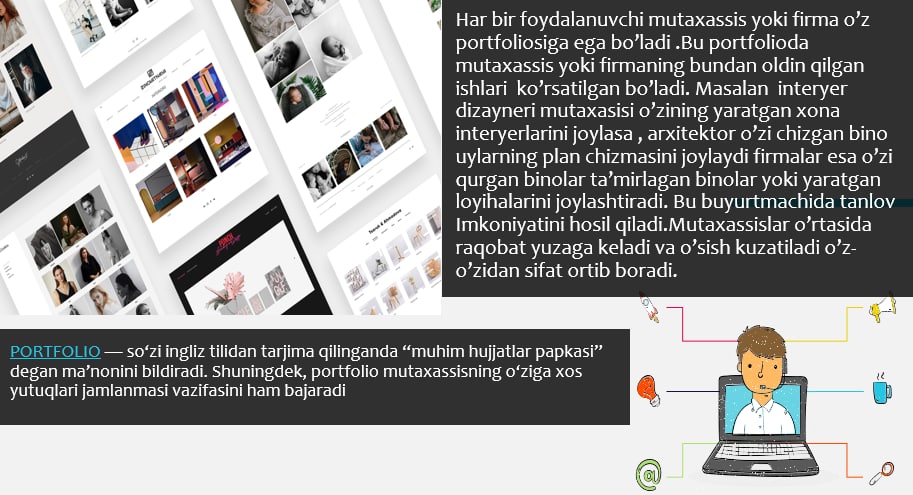 Har bir foydalanuvchi mutaxassis yoki firma o’z
portfoliosiga ega bo’ladi .Bu portfolioda
mutaxassis yoki firmaning bundan oldin qilgan
ishlari ko’rsatilgan bo’ladi. Masalan interyer
dizayneri mutaxasisi o’zining yaratgan xona
interyerlarini joylasa , arxitektor o’zi chizgan bino
uylarning plan chizmasini joylaydi firmalar esa o’zi
qurgan binolar ta’mirlagan binolar yoki yaratgan
loyihalarini joylashtiradi. Bu buyurtmachida tanlov
Imkoniyatini hosil qiladi.Mutaxassislar o’rtasida
raqobat yuzaga keladi va o’sish kuzatiladi o’z-
o’zidan sifat ortib boradi.
PORTFOLIO — so‘zi ingliz tilidan tarjima qilinganda “muhim hujjatlar papkasi”
degan ma’nonini bildiradi. Shuningdek, portfolio mutaxassisning o‘ziga xos
yutuqlari jamlanmasi vazifasini ham bajaradi
@